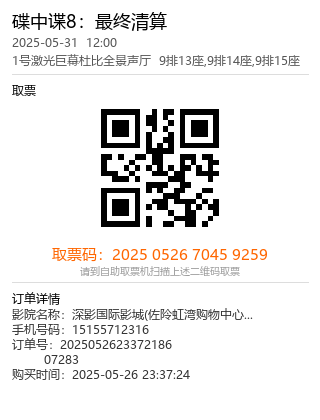 碟中谍8：最终清算
2025-05-31 12:00
1号激光巨幕杜比全景声厅 9排13座,9排14座,9排15座
取票
取票码：2025 0526 7045 9259
请到自助取票机扫描上述二维码取票
订单详情
影院名称：深影国际影城(佐阾虹湾购物中心...
手机号码：15155712316
订单号：2025052623372186
07283
购买时间：2025-05-26 23:37:24